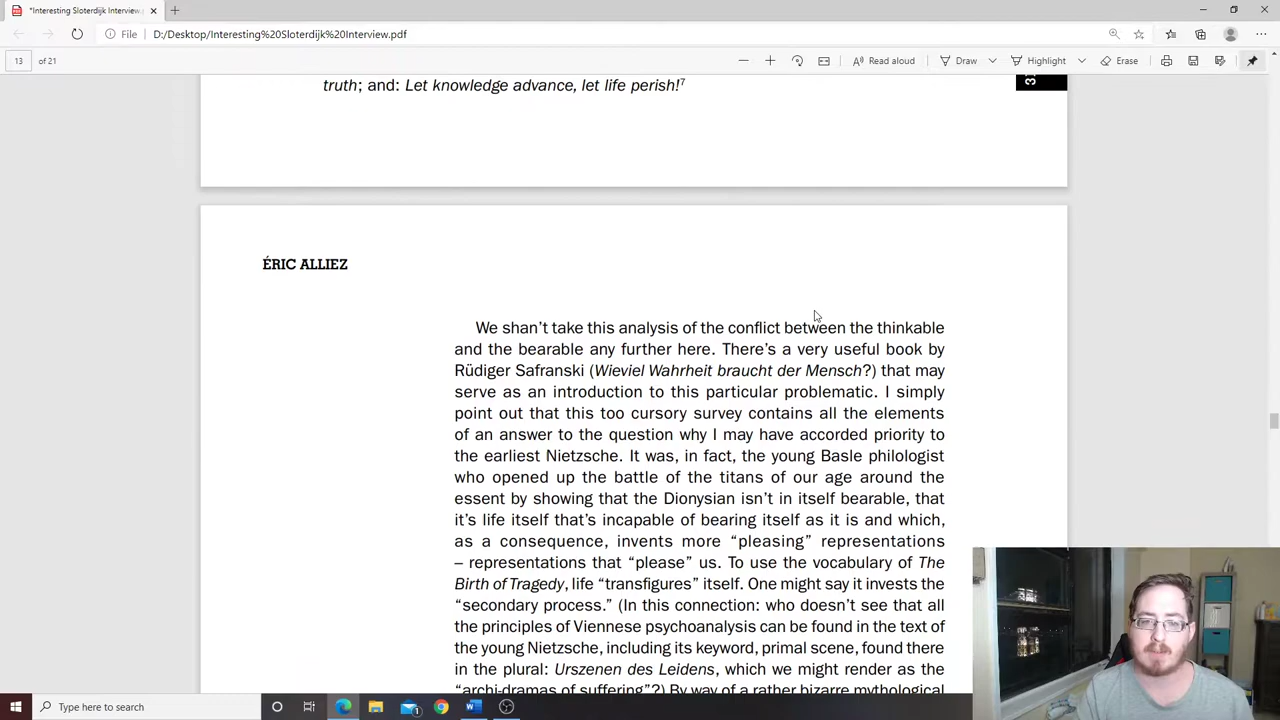 *Interesting Sloterdijk Interview.
File D:/Desktop/Interesting%20Sloterdijk%20Interview.pdf
13 of 21 Read aloud Draw Highlight Erase
truth; and: Let knowledge advance, let life perish!⁷
ÉRIC ALLIEZ
We shan't take this analysis of the conflict between the thinkable
and the bearable any further here. There's a very useful book by
Rüdiger Safranski (Wieviel Wahrheit braucht der Mensch?) that may
serve as an introduction to this particular problematic. I simply
point out that this too cursory survey contains all the elements
of an answer to the question why I may have accorded priority to
the earliest Nietzsche. It was, in fact, the young Basle philologist
who opened up the battle of the titans of our age around the
essent by showing that the Dionysian isn't in itself bearable, that
it's life itself that's incapable of bearing itself as it is and which,
as a consequence, invents more “pleasing” representations
– representations that “please” us. To use the vocabulary of The
Birth of Tragedy, life “transfigures” itself. One might say it invests the
“secondary process.” (In this connection: who doesn't see that all
the principles of Viennese psychoanalysis can be found in the text of
the young Nietzsche, including its keyword, primal scene, found there
in the plural: Urszenen des Leidens, which we might render as the
“archi-dramas of suffering”?) By way of a rather bizarre mythological
Type here to search